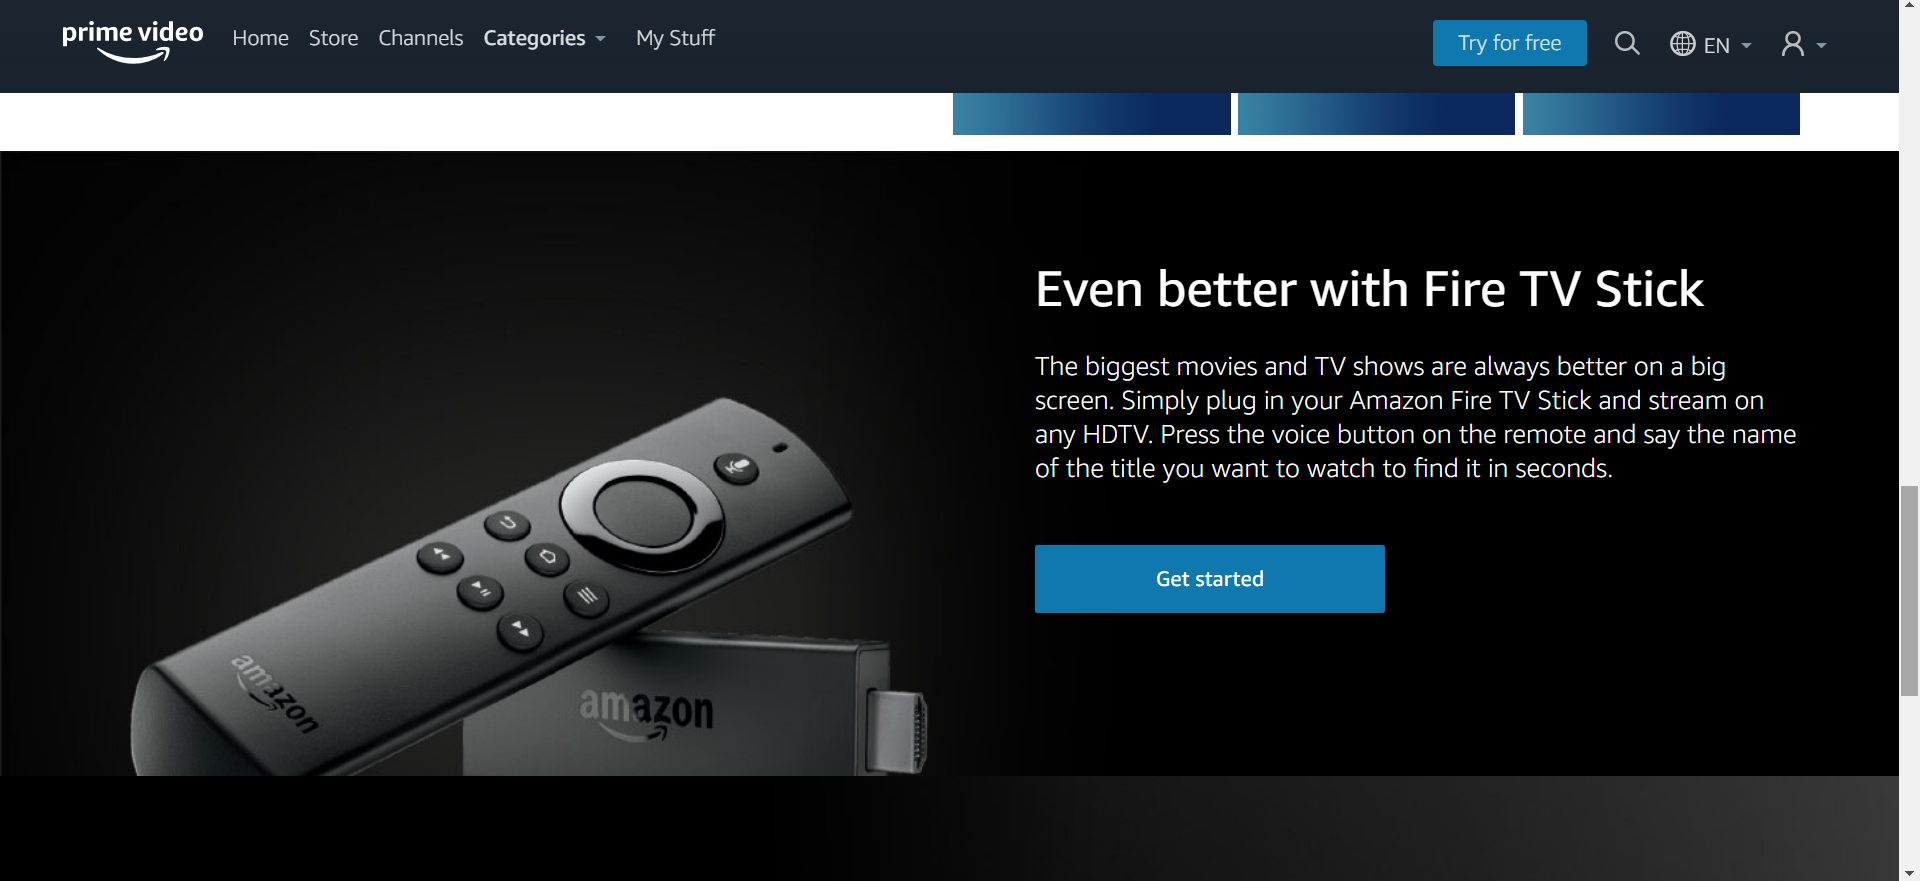 prime video
Home Store Channels Categories My Stuff
Try for free
EN
Even better with Fire TV Stick
The biggest movies and TV shows are always better on a big
screen. Simply plug in your Amazon Fire TV Stick and stream on
any HDTV. Press the voice button on the remote and say the name
of the title you want to watch to find it in seconds.
Get started
amazon
amazon